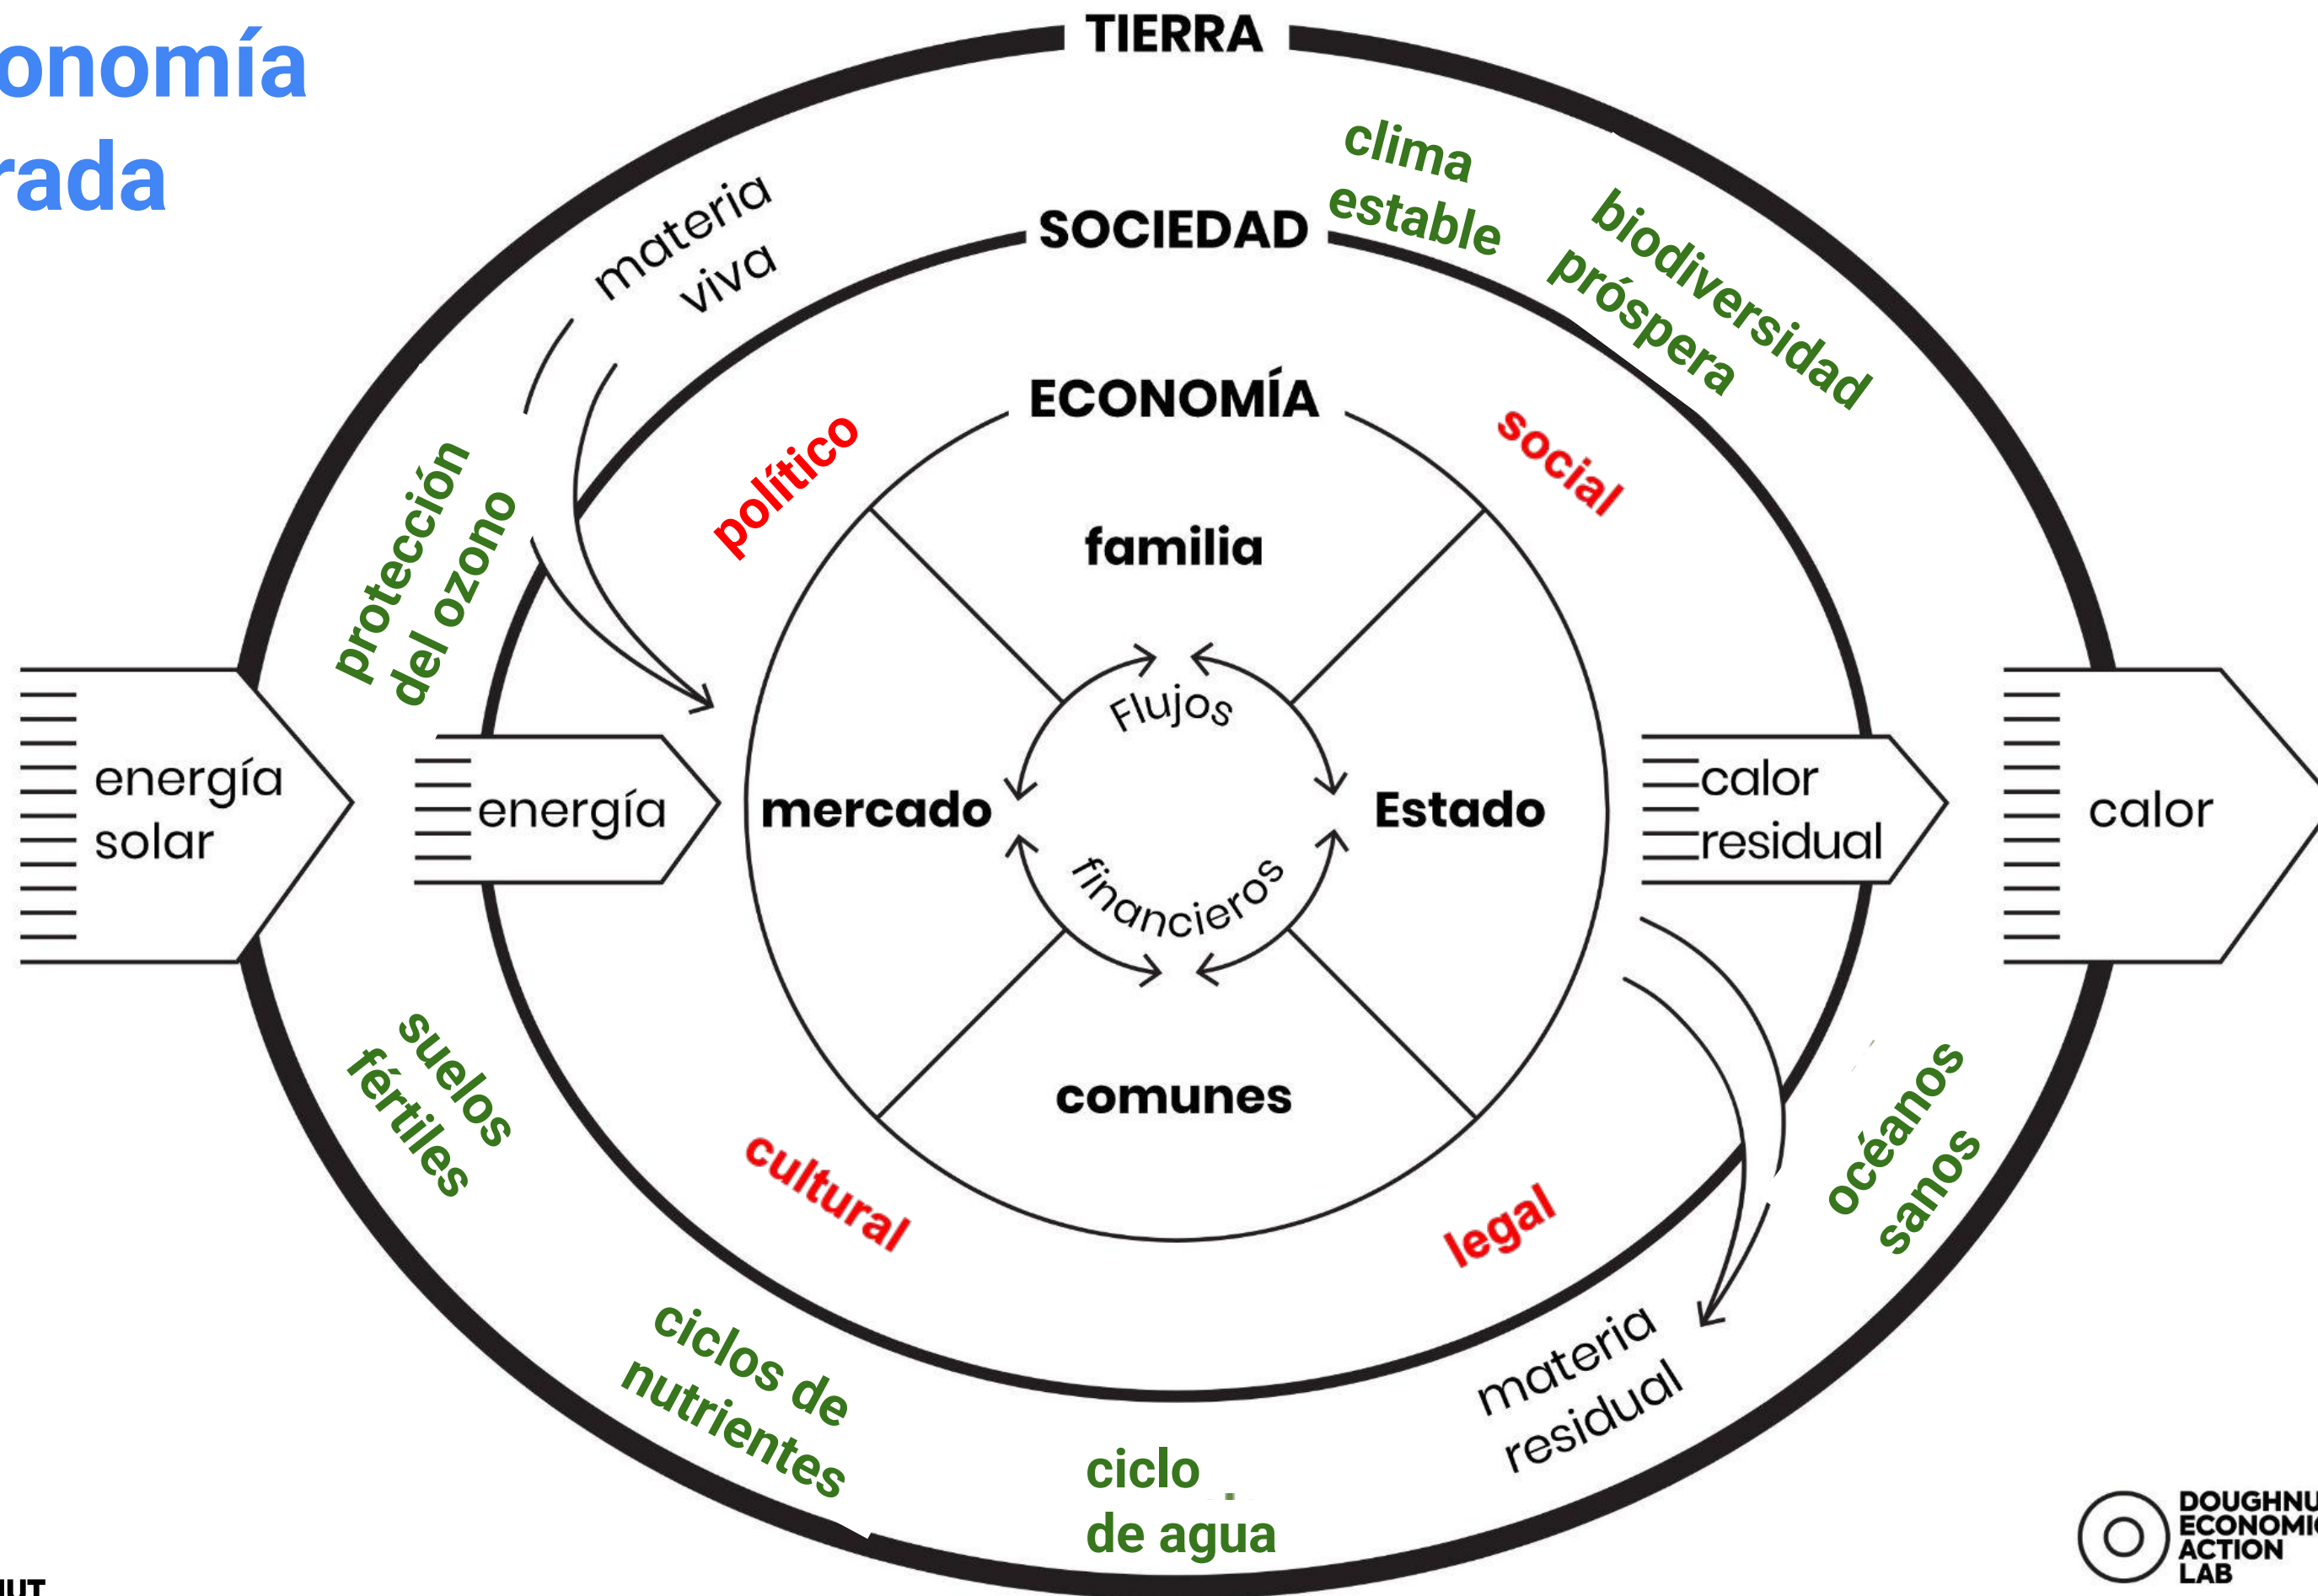 onomía
rada
TIERRA
clima
estable
biodiversidad
próspera
materia
viva
SOCIEDAD
ECONOMÍA
político
social
familia
protección
del ozono
Flujos
financieros
energía
solar
energía
mercado
Estado
calor
residual
calor
suelos
fértiles
comunes
océanos
sanos
cultural
legal
ciclos de
nutrientes
materia
residual
ciclo
de agua
DOUGHNU
ECONOMIC
ACTION
LAB
NUT